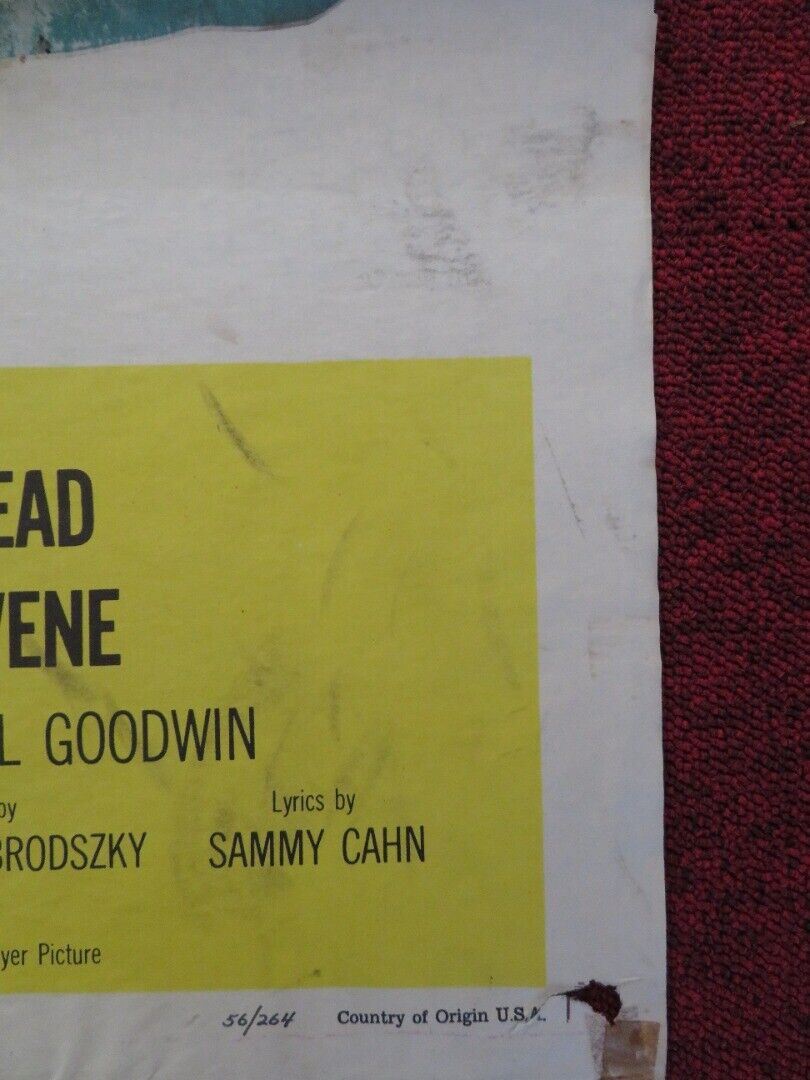 EAD
VENE
L GOODWIN
by
Lyrics by
BRODSZKY SAMMY CAHN
yer Picture
56/264 Country of Origin U.S.A.